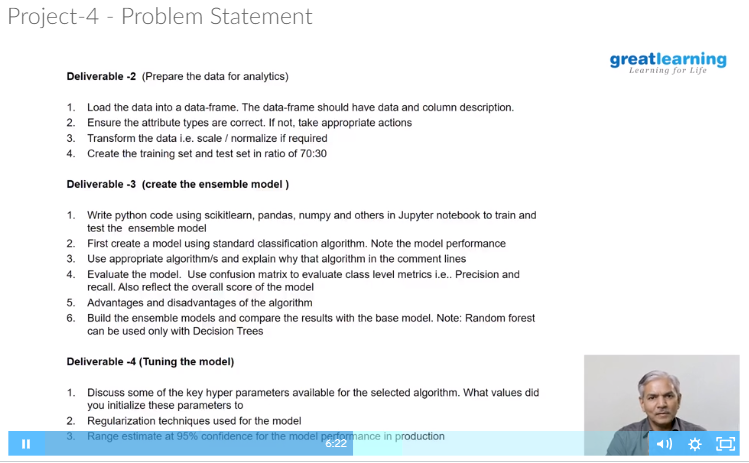 Project-4 - Problem Statement
greatlearning
Learning for Life
Deliverable -2 (Prepare the data for analytics)
1. Load the data into a data-frame. The data-frame should have data and column description.
2. Ensure the attribute types are correct. If not, take appropriate actions
3. Transform the data i.e. scale / normalize if required
4. Create the training set and test set in ratio of 70:30
Deliverable -3 (create the ensemble model )
1. Write python code using scikitlearn, pandas, numpy and others in Jupyter notebook to train and
test the ensemble model
2. First create a model using standard classification algorithm. Note the model performance
3. Use appropriate algorithm/s and explain why that algorithm in the comment lines
4. Evaluate the model. Use confusion matrix to evaluate class level metrics i.e.. Precision and
recall. Also reflect the overall score of the model
5. Advantages and disadvantages of the algorithm
6. Build the ensemble models and compare the results with the base model. Note: Random forest
can be used only with Decision Trees
Deliverable -4 (Tuning the model)
1. Discuss some of the key hyper parameters available for the selected algorithm. What values did
you initialize these parameters to
2. Regularization techniques used for the model
3. Range estimate at 95% confidence for the model performance in production
6:22